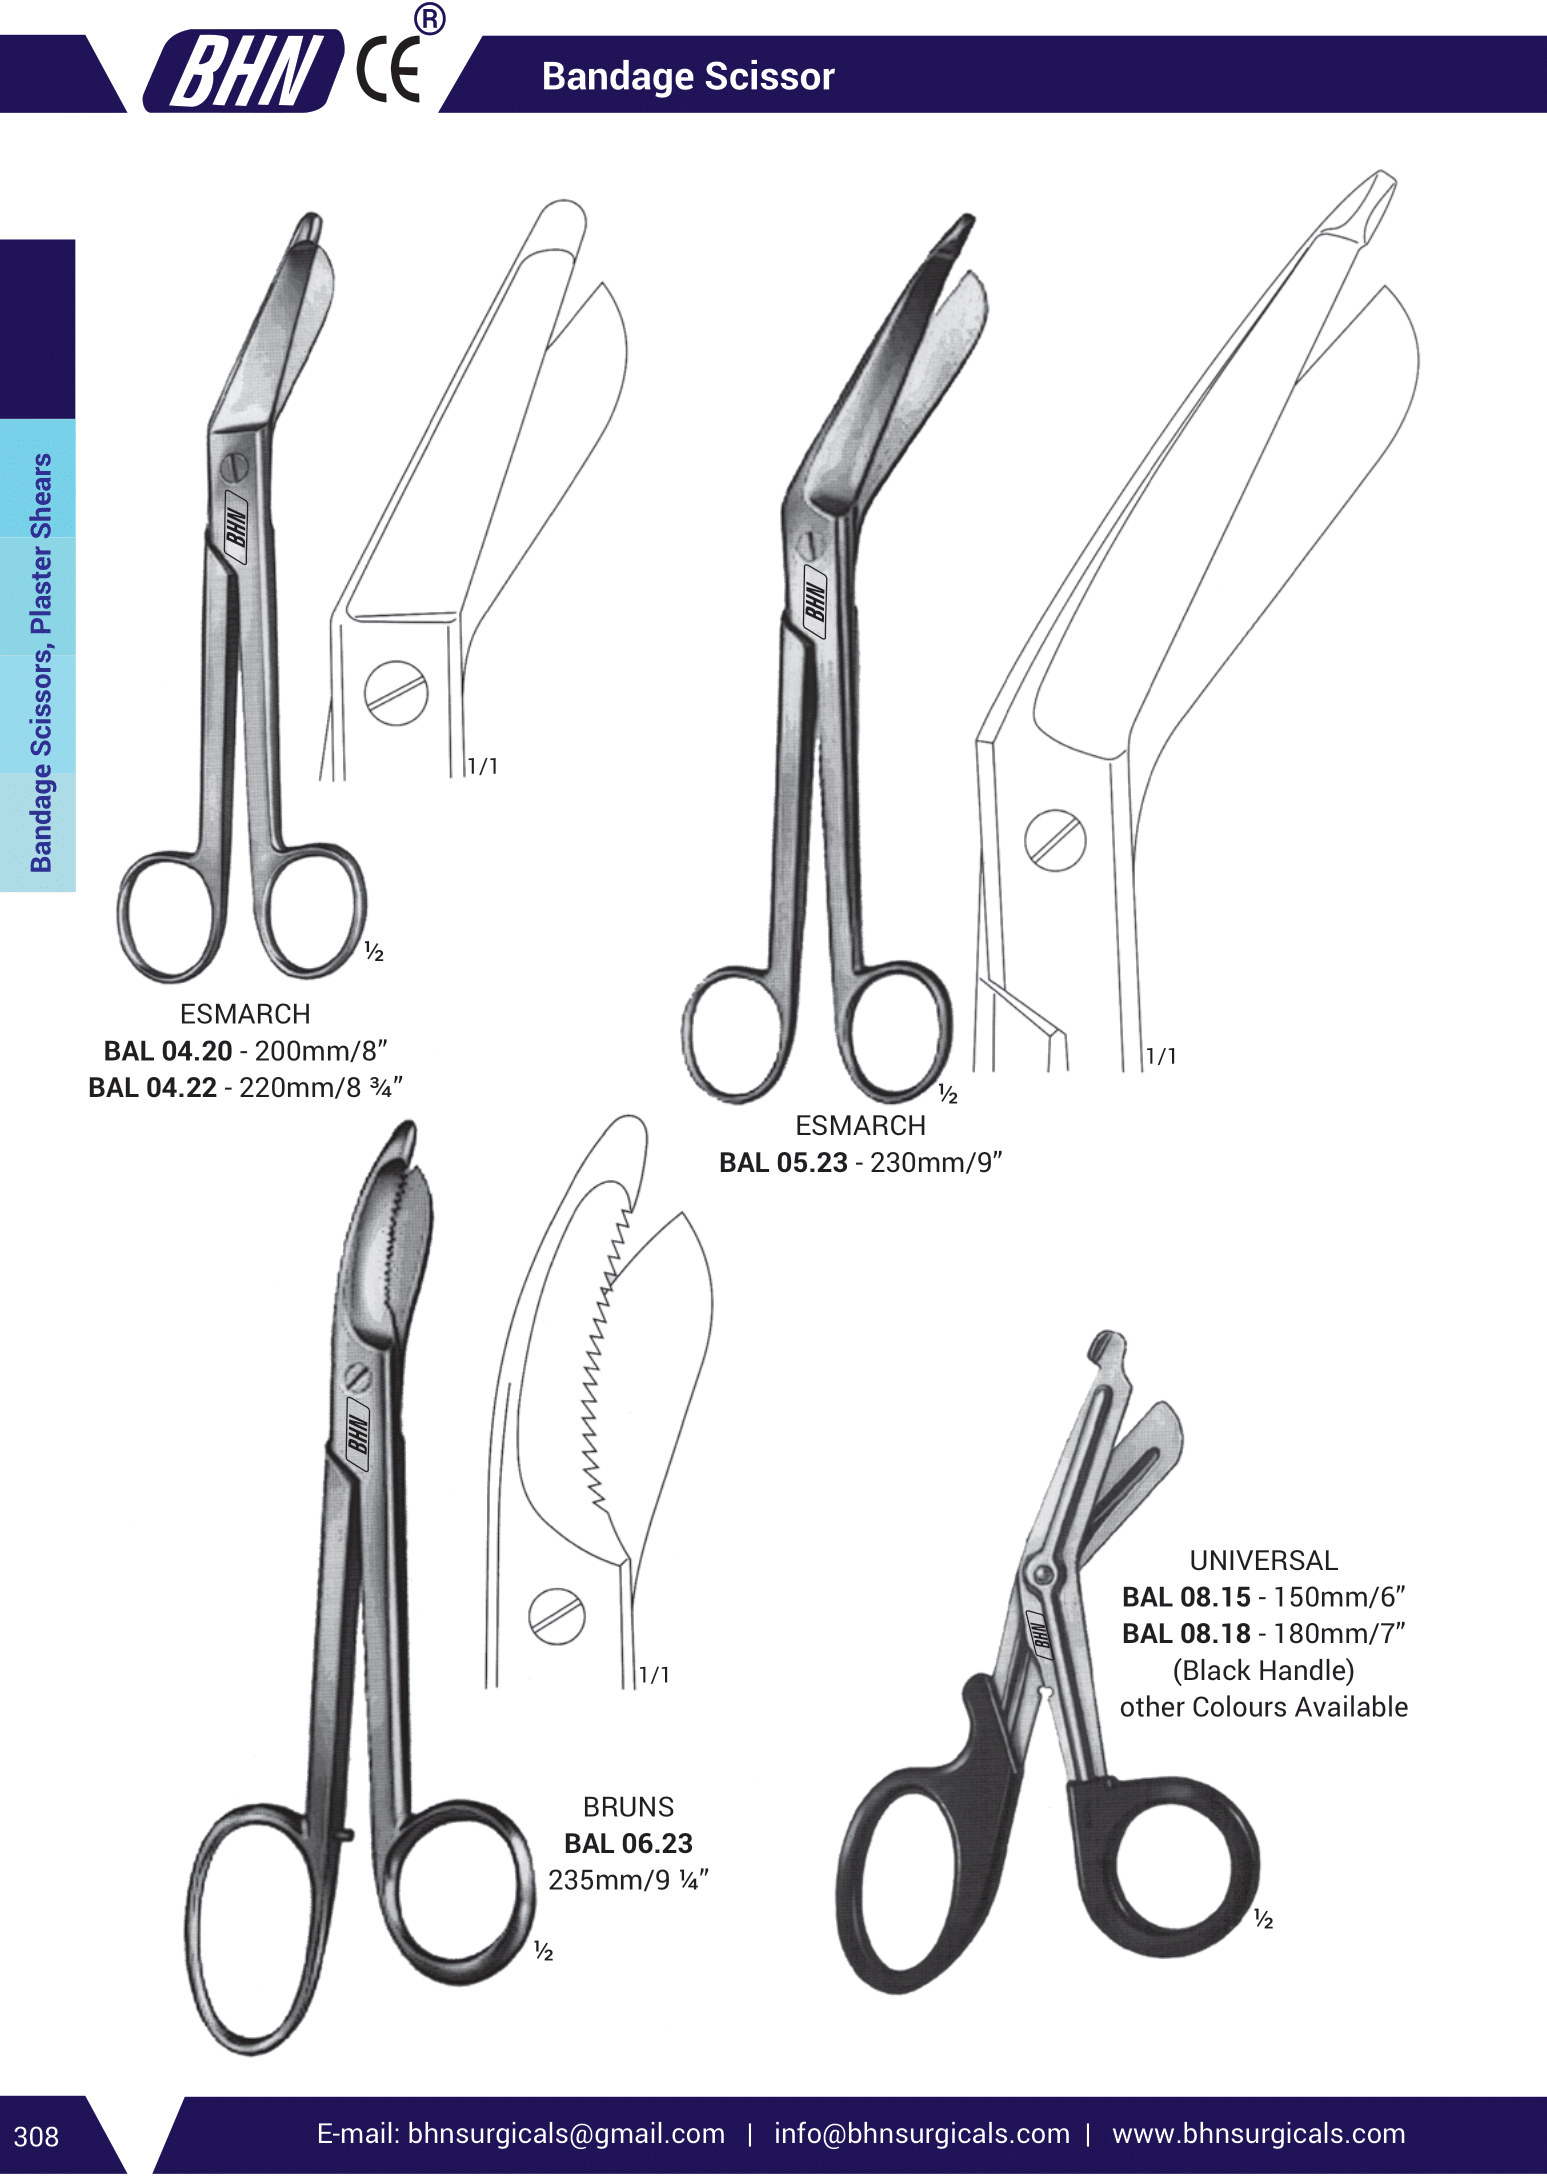 BHN CE ®
Bandage Scissor
Bandage Scissors, Plaster Shears
BHN
1/1
½
ESMARCH
BAL 04.20 - 200mm/8”
BAL 04.22 - 220mm/8 ¾”
BHN
1/1
½
ESMARCH
BAL 05.23 - 230mm/9”
BHN
1/1
BRUNS
BAL 06.23
235mm/9 ¼”
½
BHN
UNIVERSAL
BAL 08.15 - 150mm/6”
BAL 08.18 - 180mm/7”
(Black Handle)
other Colours Available
½
308
E-mail: bhnsurgicals@gmail.com | info@bhnsurgicals.com | www.bhnsurgicals.com